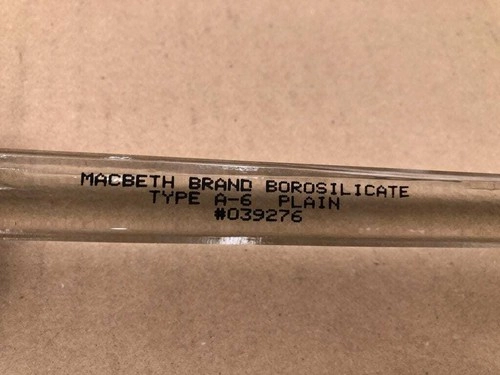 MACBETH BRAND BOROSILICATE
TYPE A-6 PLAIN
#039276